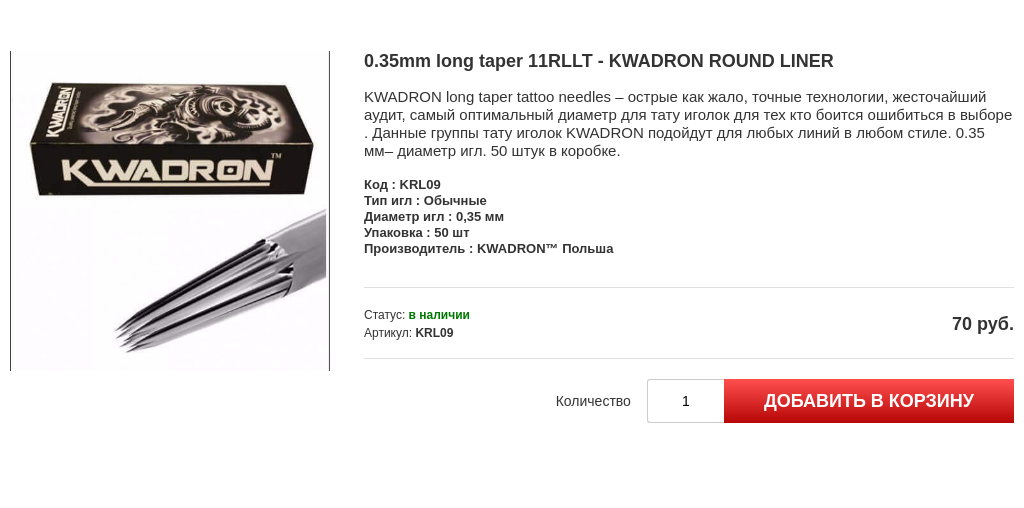 KWADRON
KWADRON™
0.35mm long taper 11RLLT - KWADRON ROUND LINER
KWADRON long taper tattoo needles – острые как жало, точные технологии, жесточайший
аудит, самый оптимальный диаметр для тату иголок для тех кто боится ошибиться в выборе
. Данные группы тату иголок KWADRON подойдут для любых линий в любом стиле. 0.35
мм– диаметр игл. 50 штук в коробке.
Код : KRL09
Тип игл : Обычные
Диаметр игл : 0,35 мм
Упаковка : 50 шт
Производитель : KWADRON™ Польша
Статус: в наличии
Артикул: KRL09
70 руб.
Количество
1
ДОБАВИТЬ В КОРЗИНУ